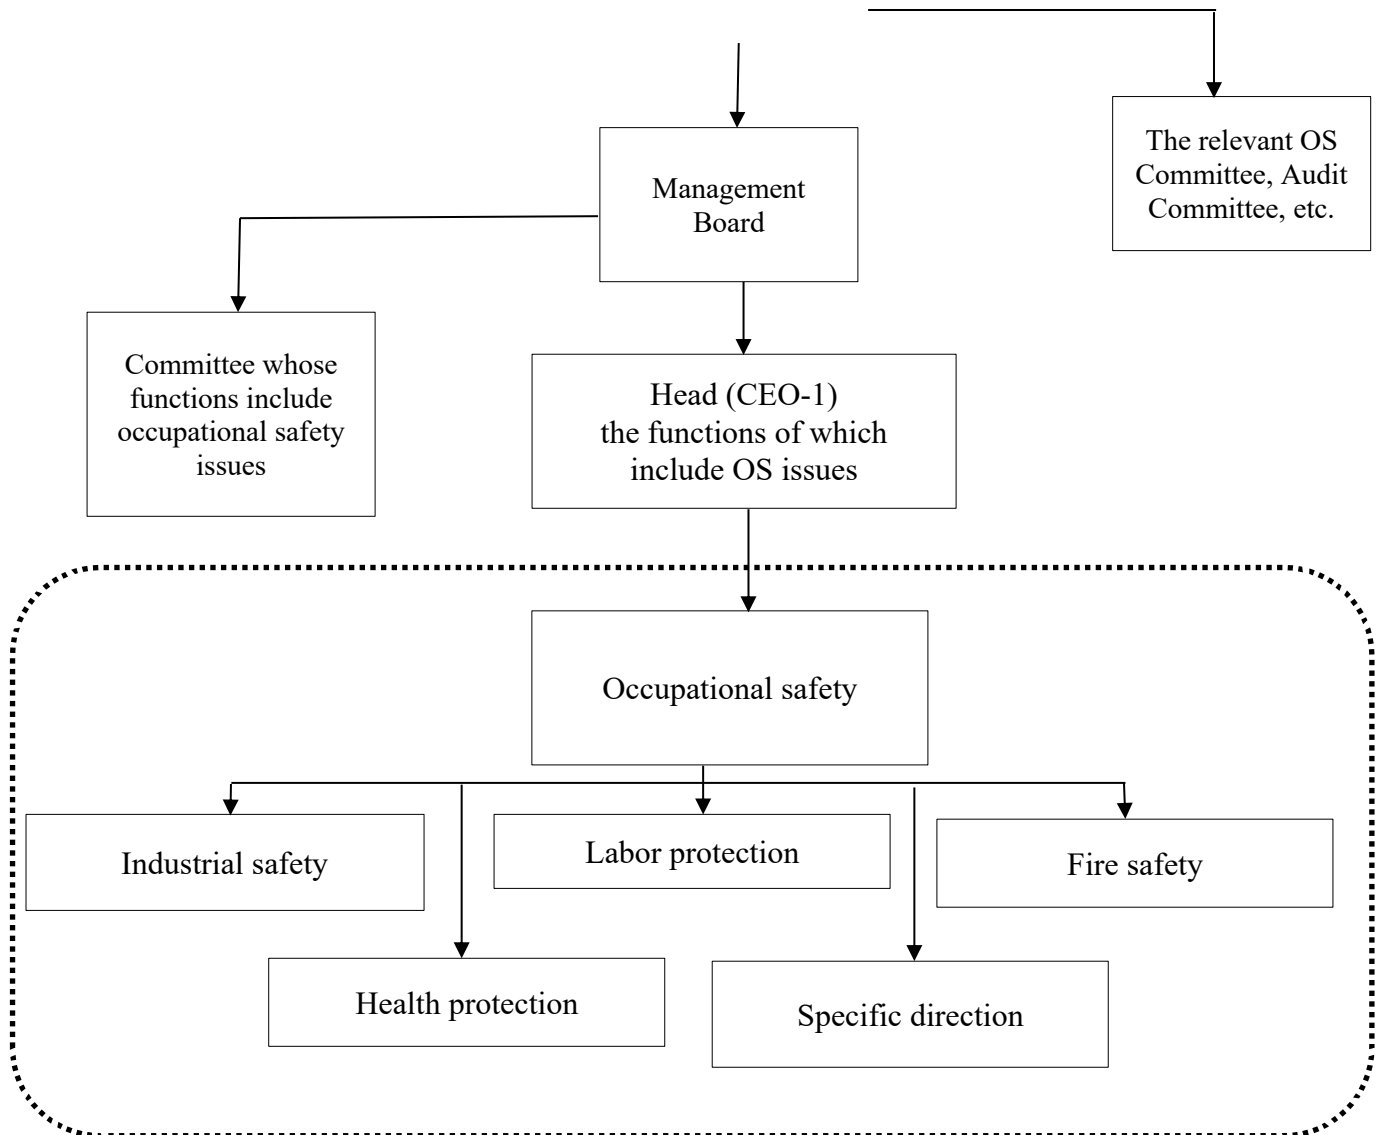 The relevant OS
Committee, Audit
Committee, etc.
Management
Board
Committee whose
functions include
occupational safety
issues
Head (CEO-1)
the functions of which
include OS issues
Occupational safety
Industrial safety
Labor protection
Fire safety
Health protection
Specific direction